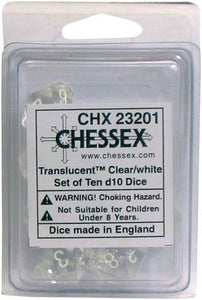 CHX 23201
CHESSEX
www.chessex.com
Translucent™ Clear/white
Set of Ten d10 Dice
⚠ WARNING! Choking Hazard.
Not Suitable for Children
Under 8 Years.
Dice made in England